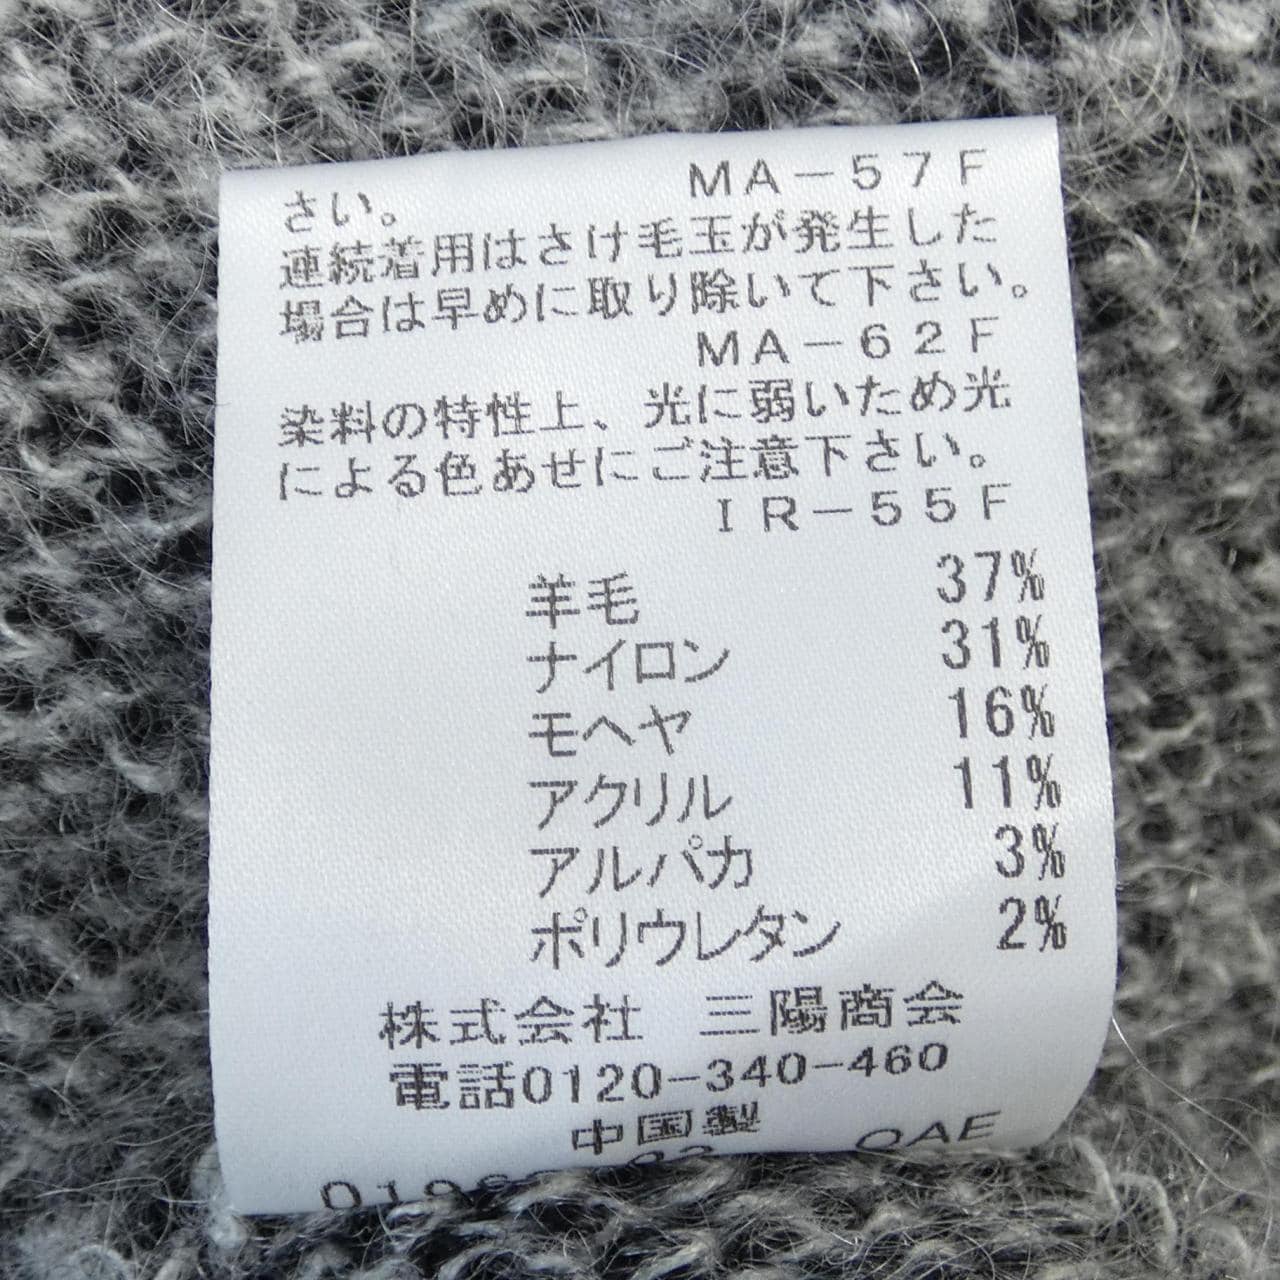 さい。 MA-57F
連続着用はさけ毛玉が発生した
場合は早めに取り除いて下さい。
MA-62F
染料の特性上、光に弱いため光
による色あせにご注意下さい。
IR-55F
羊毛 37%
ナイロン 31%
モヘヤ 16%
アクリル 11%
アルパカ 3%
ポリウレタン 2%
株式会社 三陽商会
電話0120-340-460
中国製
QAE